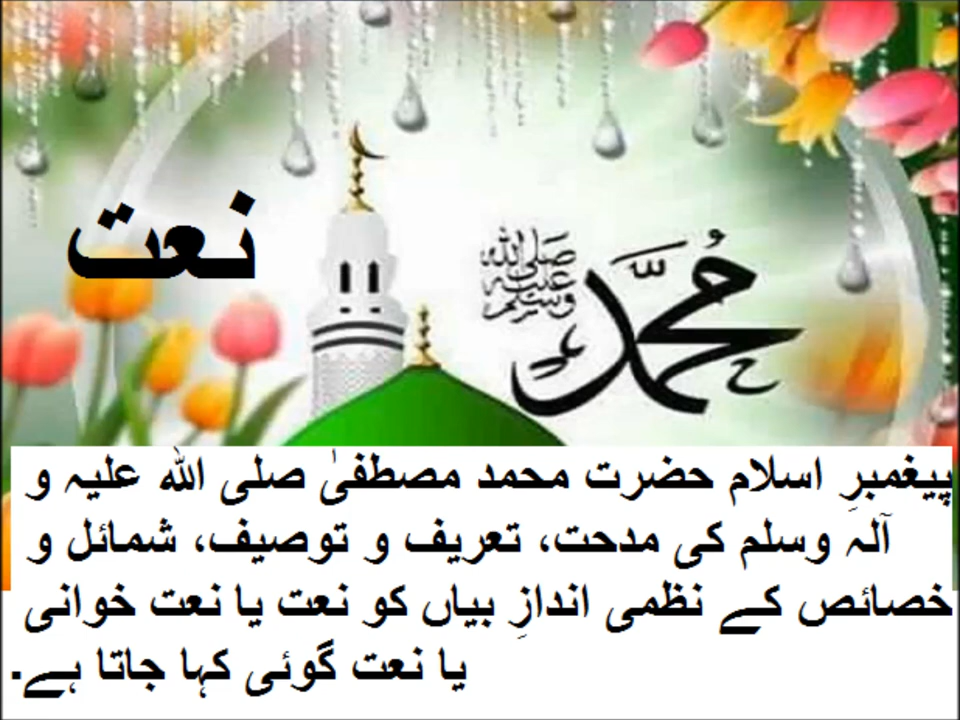 نعت
محمد
صلی اللہ
علیہ
وسلم
پیغمبرِ اسلام حضرت محمد مصطفیٰ صلی اللہ علیہ و
آلہ وسلم کی مدحت، تعریف و توصیف، شمائل و
خصائص کے نظمی اندازِ بیاں کو نعت یا نعت خوانی
یا نعت گوئی کہا جاتا ہے۔